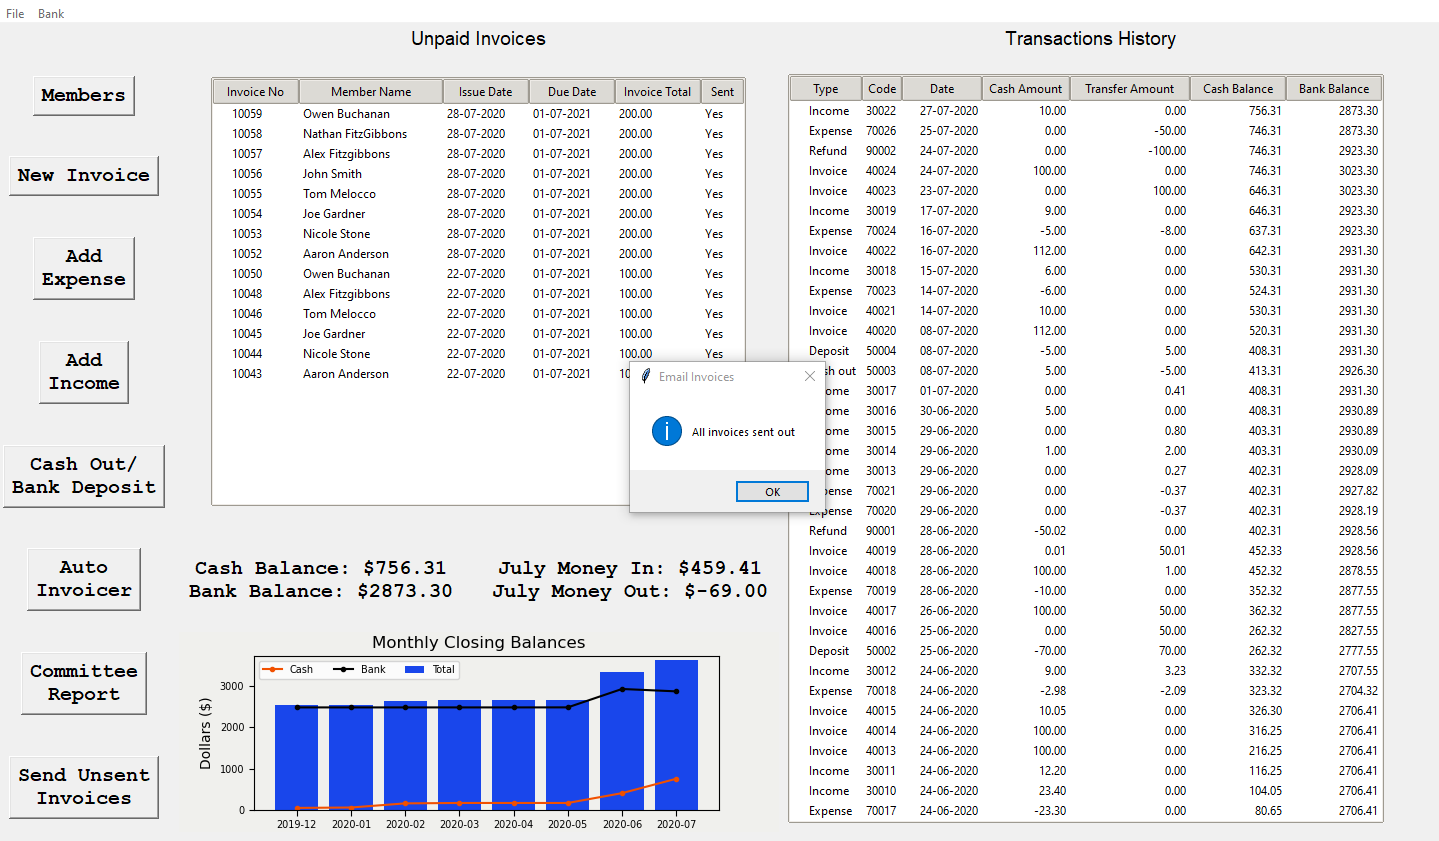 File Bank
Unpaid Invoices
Transactions History
Members
New Invoice
Add
Expense
Add
Income
Cash Out/
Bank Deposit
Auto
Invoicer
Committee
Report
Send Unsent
Invoices
Invoice No Member Name Issue Date Due Date Invoice Total Sent
10059 Owen Buchanan 28-07-2020 01-07-2021 200.00 Yes
10058 Nathan FitzGibbons 28-07-2020 01-07-2021 200.00 Yes
10057 Alex Fitzgibbons 28-07-2020 01-07-2021 200.00 Yes
10056 John Smith 28-07-2020 01-07-2021 200.00 Yes
10055 Tom Melocco 28-07-2020 01-07-2021 200.00 Yes
10054 Joe Gardner 28-07-2020 01-07-2021 200.00 Yes
10053 Nicole Stone 28-07-2020 01-07-2021 200.00 Yes
10052 Aaron Anderson 28-07-2020 01-07-2021 200.00 Yes
10050 Owen Buchanan 22-07-2020 01-07-2021 100.00 Yes
10048 Alex Fitzgibbons 22-07-2020 01-07-2021 100.00 Yes
10046 Tom Melocco 22-07-2020 01-07-2021 100.00 Yes
10045 Joe Gardner 22-07-2020 01-07-2021 100.00 Yes
10044 Nicole Stone 22-07-2020 01-07-2021 100.00 Yes
10043 Aaron Anderson 22-07-2020 01-07-2021 10
Email Invoices
All invoices sent out
OK
Cash Balance: $756.31 July Money In: $459.41
Bank Balance: $2873.30 July Money Out: $-69.00
Monthly Closing Balances
Cash Bank Total
Dollars ($)
3000
2000
1000
0
2019-12 2020-01 2020-02 2020-03 2020-04 2020-05 2020-06 2020-07
Type Code Date Cash Amount Transfer Amount Cash Balance Bank Balance
Income 30022 27-07-2020 10.00 0.00 756.31 2873.30
Expense 70026 25-07-2020 0.00 -50.00 746.31 2873.30
Refund 90002 24-07-2020 0.00 -100.00 746.31 2923.30
Invoice 40024 24-07-2020 100.00 0.00 746.31 3023.30
Invoice 40023 23-07-2020 0.00 100.00 646.31 3023.30
Income 30019 17-07-2020 9.00 0.00 646.31 2923.30
Expense 70024 16-07-2020 -5.00 -8.00 637.31 2923.30
Invoice 40022 16-07-2020 112.00 0.00 642.31 2931.30
Income 30018 15-07-2020 6.00 0.00 530.31 2931.30
Expense 70023 14-07-2020 -6.00 0.00 524.31 2931.30
Invoice 40021 14-07-2020 10.00 0.00 530.31 2931.30
Invoice 40020 08-07-2020 112.00 0.00 520.31 2931.30
Deposit 50004 08-07-2020 -5.00 5.00 408.31 2931.30
sh out 50003 08-07-2020 5.00 -5.00 413.31 2926.30
ome 30017 01-07-2020 0.00 0.41 408.31 2931.30
ome 30016 30-06-2020 5.00 0.00 408.31 2930.89
ome 30015 29-06-2020 0.00 0.80 403.31 2930.89
ome 30014 29-06-2020 1.00 2.00 403.31 2930.09
ome 30013 29-06-2020 0.00 0.27 402.31 2928.09
pense 70021 29-06-2020 0.00 -0.37 402.31 2927.82
Expense 70020 29-06-2020 0.00 -0.37 402.31 2928.19
Refund 90001 28-06-2020 -50.02 0.00 402.31 2928.56
Invoice 40019 28-06-2020 0.01 50.01 452.33 2928.56
Invoice 40018 28-06-2020 100.00 1.00 452.32 2878.55
Expense 70019 28-06-2020 -10.00 0.00 352.32 2877.55
Invoice 40017 26-06-2020 100.00 50.00 362.32 2877.55
Invoice 40016 25-06-2020 0.00 50.00 262.32 2827.55
Deposit 50002 25-06-2020 -70.00 70.00 262.32 2777.55
Income 30012 24-06-2020 9.00 3.23 332.32 2707.55
Expense 70018 24-06-2020 -2.98 -2.09 323.32 2704.32
Invoice 40015 24-06-2020 10.05 0.00 326.30 2706.41
Invoice 40014 24-06-2020 100.00 0.00 316.25 2706.41
Invoice 40013 24-06-2020 100.00 0.00 216.25 2706.41
Income 30011 24-06-2020 12.20 0.00 116.25 2706.41
Income 30010 24-06-2020 23.40 0.00 104.05 2706.41
Expense 70017 24-06-2020 -23.30 0.00 80.65 2706.41